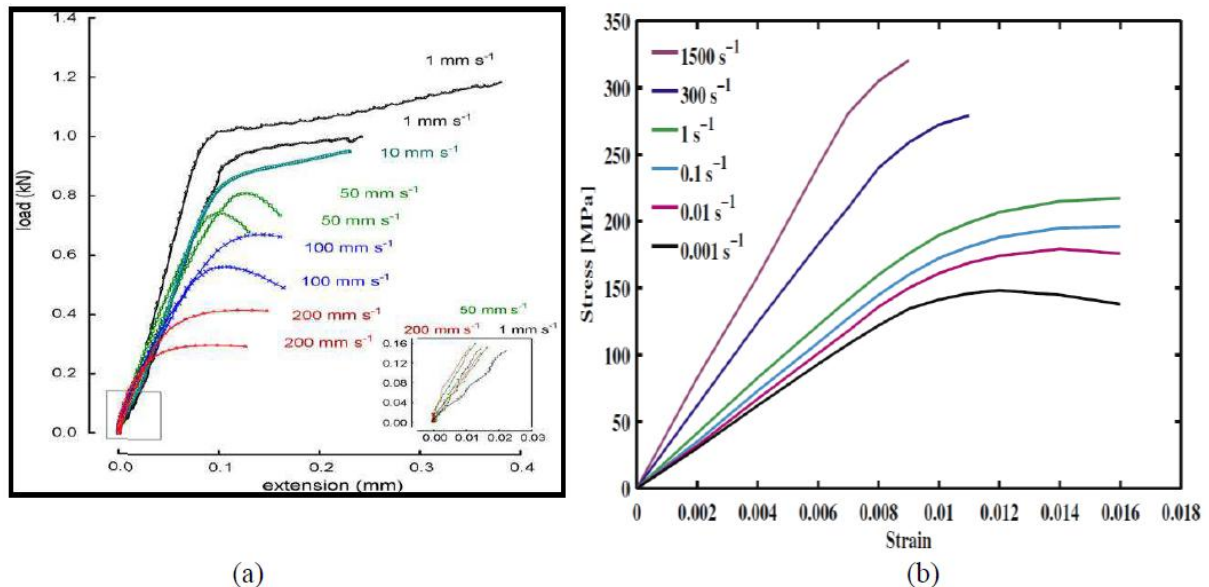 1.4
1.2
1.0
0.8
0.6
0.4
0.2
0.0
load (kN)
1 mm s⁻¹
1 mm s⁻¹
10 mm s⁻¹
50 mm s⁻¹
50 mm s⁻¹
100 mm s⁻¹
100 mm s⁻¹
200 mm s⁻¹
200 mm s⁻¹
50 mm s⁻¹
200 mm s⁻¹ 1 mm s⁻¹
0.16
0.12
0.08
0.04
0.00
0.00 0.01 0.02 0.03
0.0 0.1 0.2 0.3 0.4
extension (mm)
(a)
350
300
250
200
150
100
50
0
Stress [MPa]
1500 s⁻¹
300 s⁻¹
1 s⁻¹
0.1 s⁻¹
0.01 s⁻¹
0.001 s⁻¹
0 0.002 0.004 0.006 0.008 0.01 0.012 0.014 0.016 0.018
Strain
(b)